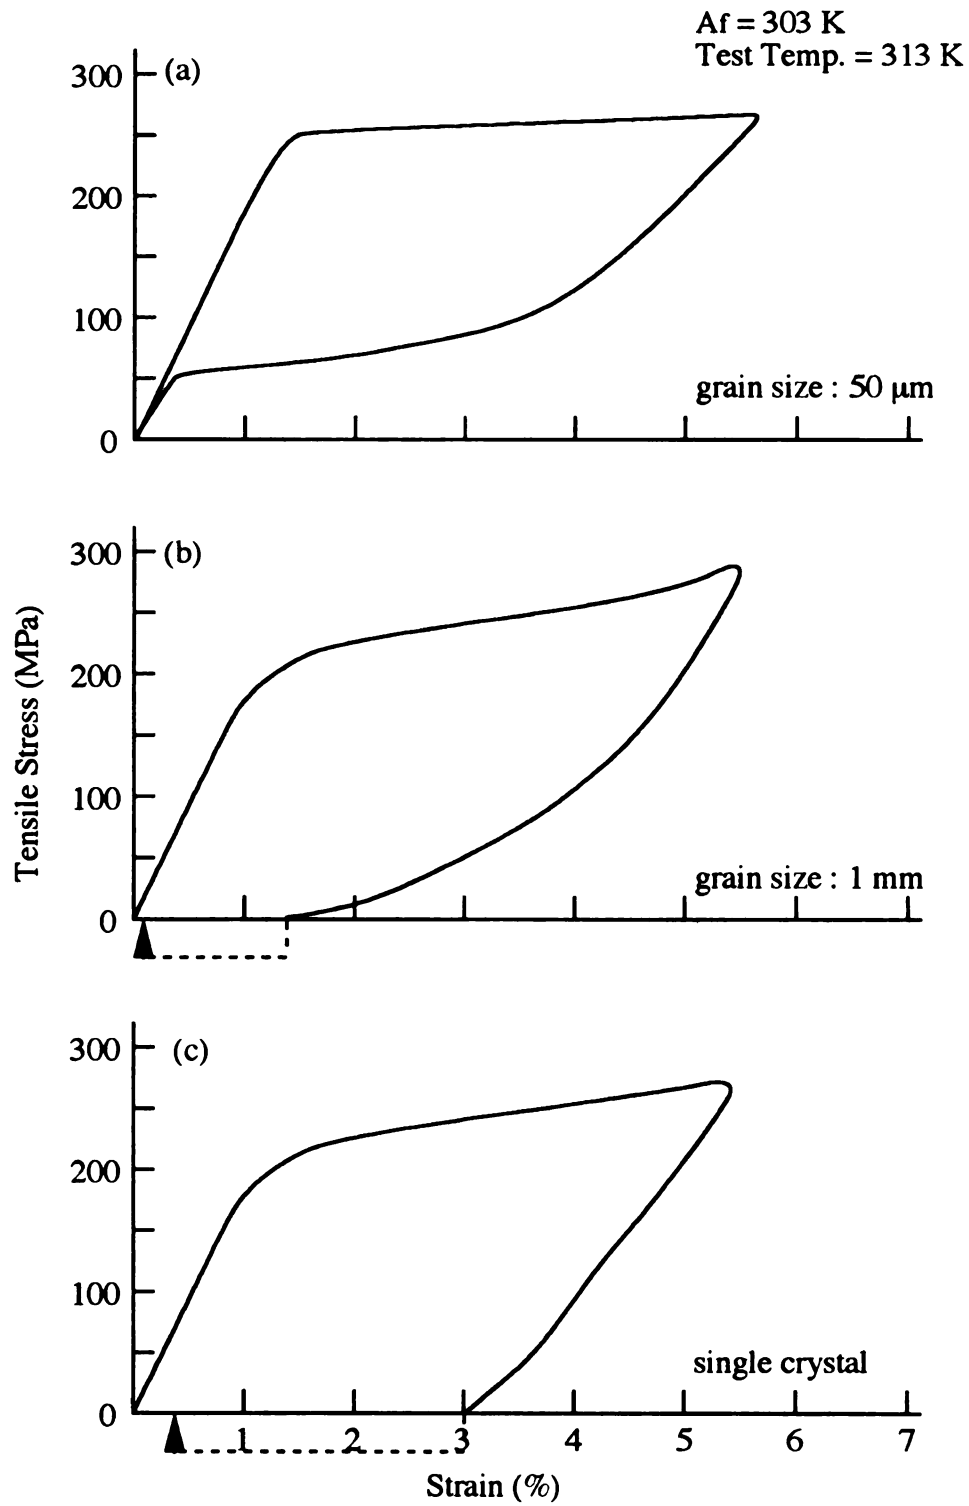 Af = 303 K
Test Temp. = 313 K
(a)
300
200
100
0
grain size : 50 μm
(b)
300
200
100
0
grain size : 1 mm
Tensile Stress (MPa)
(c)
300
200
100
0
single crystal
1 2 3 4 5 6 7
Strain (%)